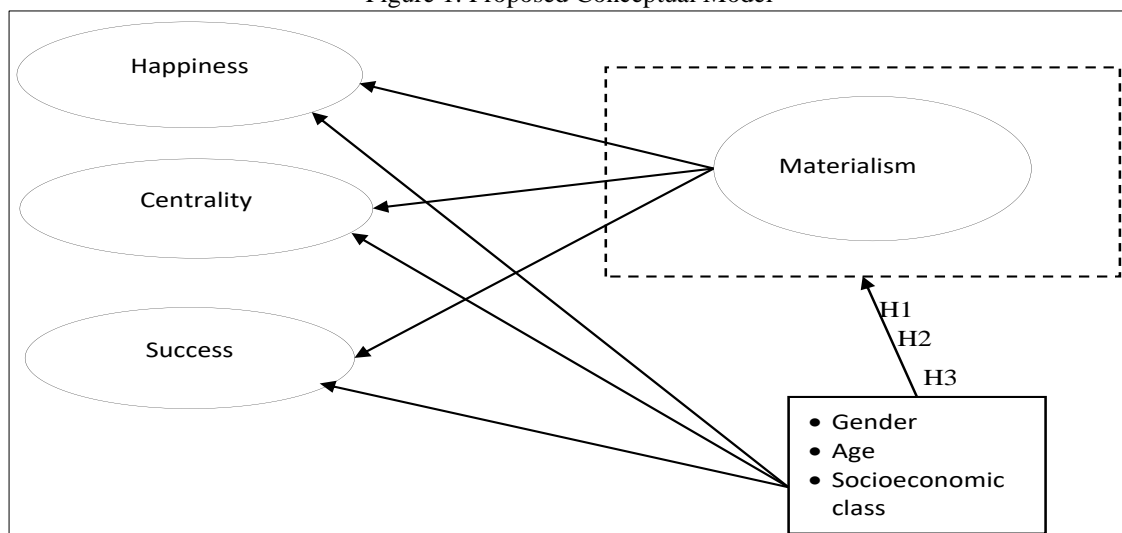 Figure 1: Proposed Conceptual Model
Happiness
Materialism
Centrality
Success
H1
H2
H3
• Gender
• Age
• Socioeconomic
class